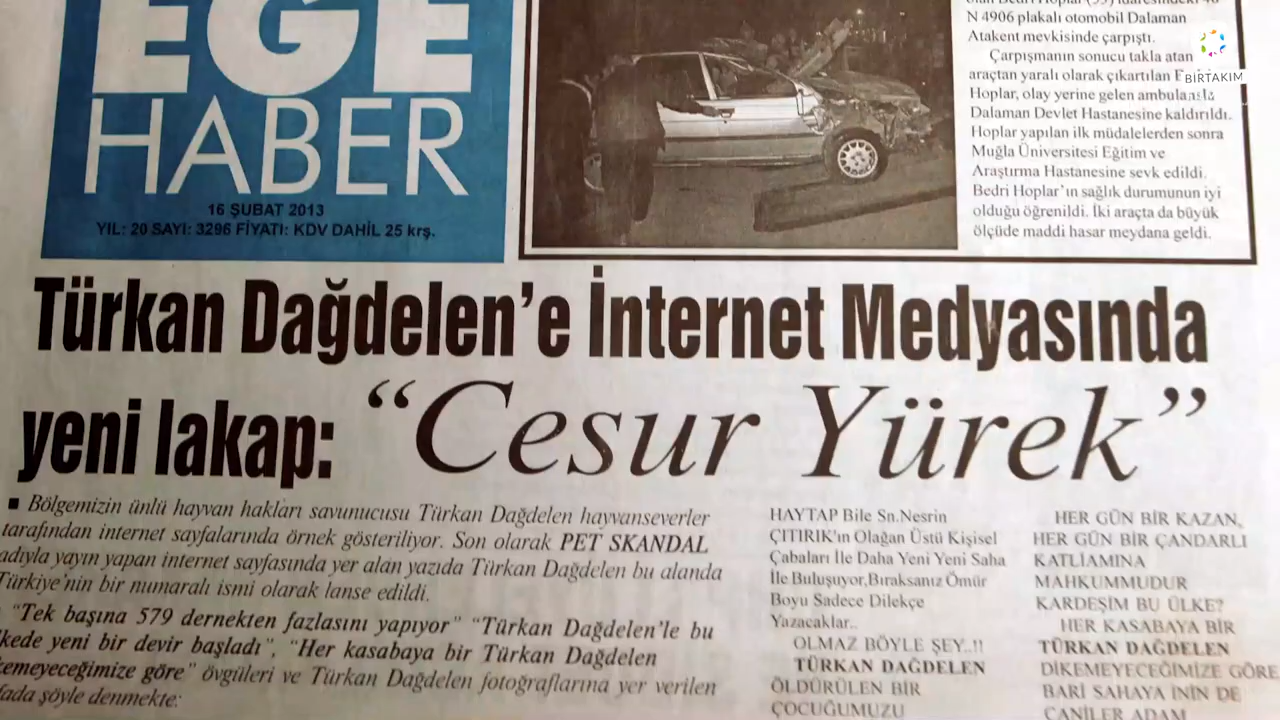 EGE
HABER
16 ŞUBAT 2013
YIL: 20 SAYI: 3296 FİYATI: KDV DAHİL 25 krş.
Bedri Hoplar
N 4906 plakalı otomobil Dalaman
Atakent mevkisinde çarpıştı.
Çarpışmanın sonucu takla atan
araçtan yaralı olarak çıkartılan
Hoplar, olay yerine gelen ambulansla
Dalaman Devlet Hastanesine kaldırıldı.
Hoplar yapılan ilk müdalelerden sonra
Muğla Üniversitesi Eğitim ve
Araştırma Hastanesine sevk edildi.
Bedri Hoplar'ın sağlık durumunun iyi
olduğu öğrenildi. İki araçta da büyük
ölçüde maddi hasar meydana geldi.
BİRTAKIM
Türkan Dağdelen'e İnternet Medyasında
yeni lakap: “Cesur Yürek”
▪ Bölgemizin ünlü hayvan hakları savunucusu Türkan Dağdelen hayvanseverler
tarafından internet sayfalarında örnek gösteriliyor. Son olarak PET SKANDAL
adıyla yayın yapan internet sayfasında yer alan yazıda Türkan Dağdelen bu alanda
Türkiye'nin bir numaralı ismi olarak lanse edildi.
“Tek başına 579 dernekten fazlasını yapıyor” “Türkan Dağdelen'le bu
kede yeni bir devir başladı”, “Her kasabaya bir Türkan Dağdelen
kemeyeceğimize göre” övgüleri ve Türkan Dağdelen fotoğraflarına yer verilen
fada şöyle denmekte:
HAYTAP Bile Sn.Nesrin
ÇITIRIK'ın Olağan Üstü Kişisel
Çabaları İle Daha Yeni Yeni Saha
İle Buluşuyor,Bıraksanız Ömür
Boyu Sadece Dilekçe
Yazacaklar..
OLMAZ BÖYLE ŞEY..!!
TÜRKAN DAĞDELEN
ÖLDÜRÜLEN BİR
ÇOCUĞUMUZU
HER GÜN BİR KAZAN,
HER GÜN BİR ÇANDARLI
KATLİAMINA
MAHKUMMUDUR
KARDEŞİM BU ÜLKE?
HER KASABAYA BİR
TÜRKAN DAĞDELEN
DİKEMEYECEĞİMİZE GÖRE
BARİ SAHAYA İNİN DE
CANİLER ADAM